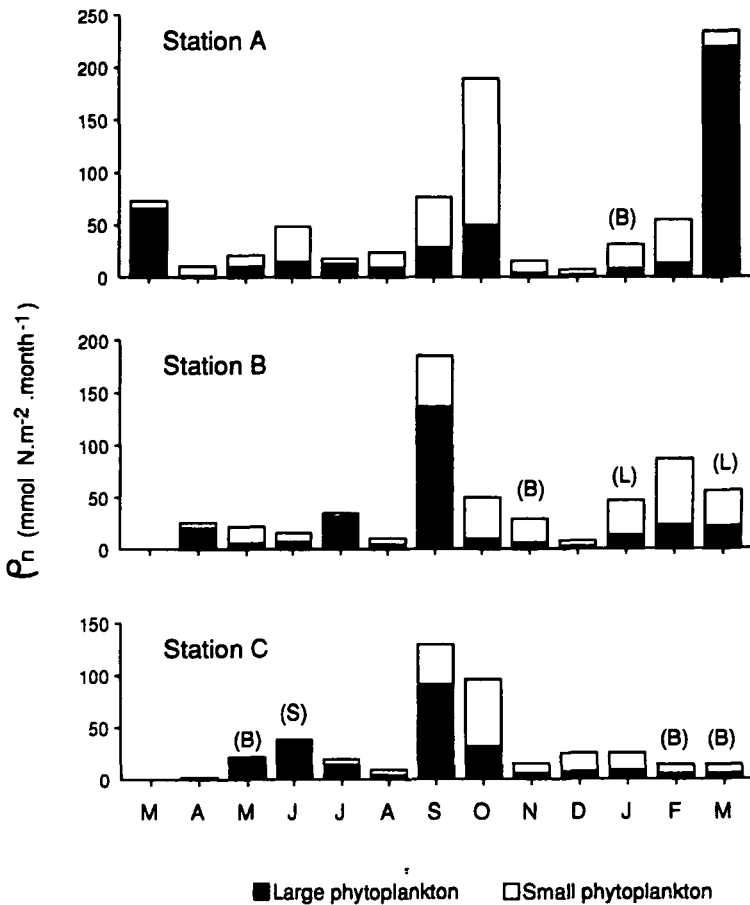 Station A
250
200
150
100
50
0
(B)
Station B
200
150
100
50
0
(B)
(L)
(L)
ρn (mmol N.m-2 .month-1)
Station C
150
100
50
0
(B)
(S)
(B)
(B)
M A M J J A S O N D J F M
Large phytoplankton
Small phytoplankton